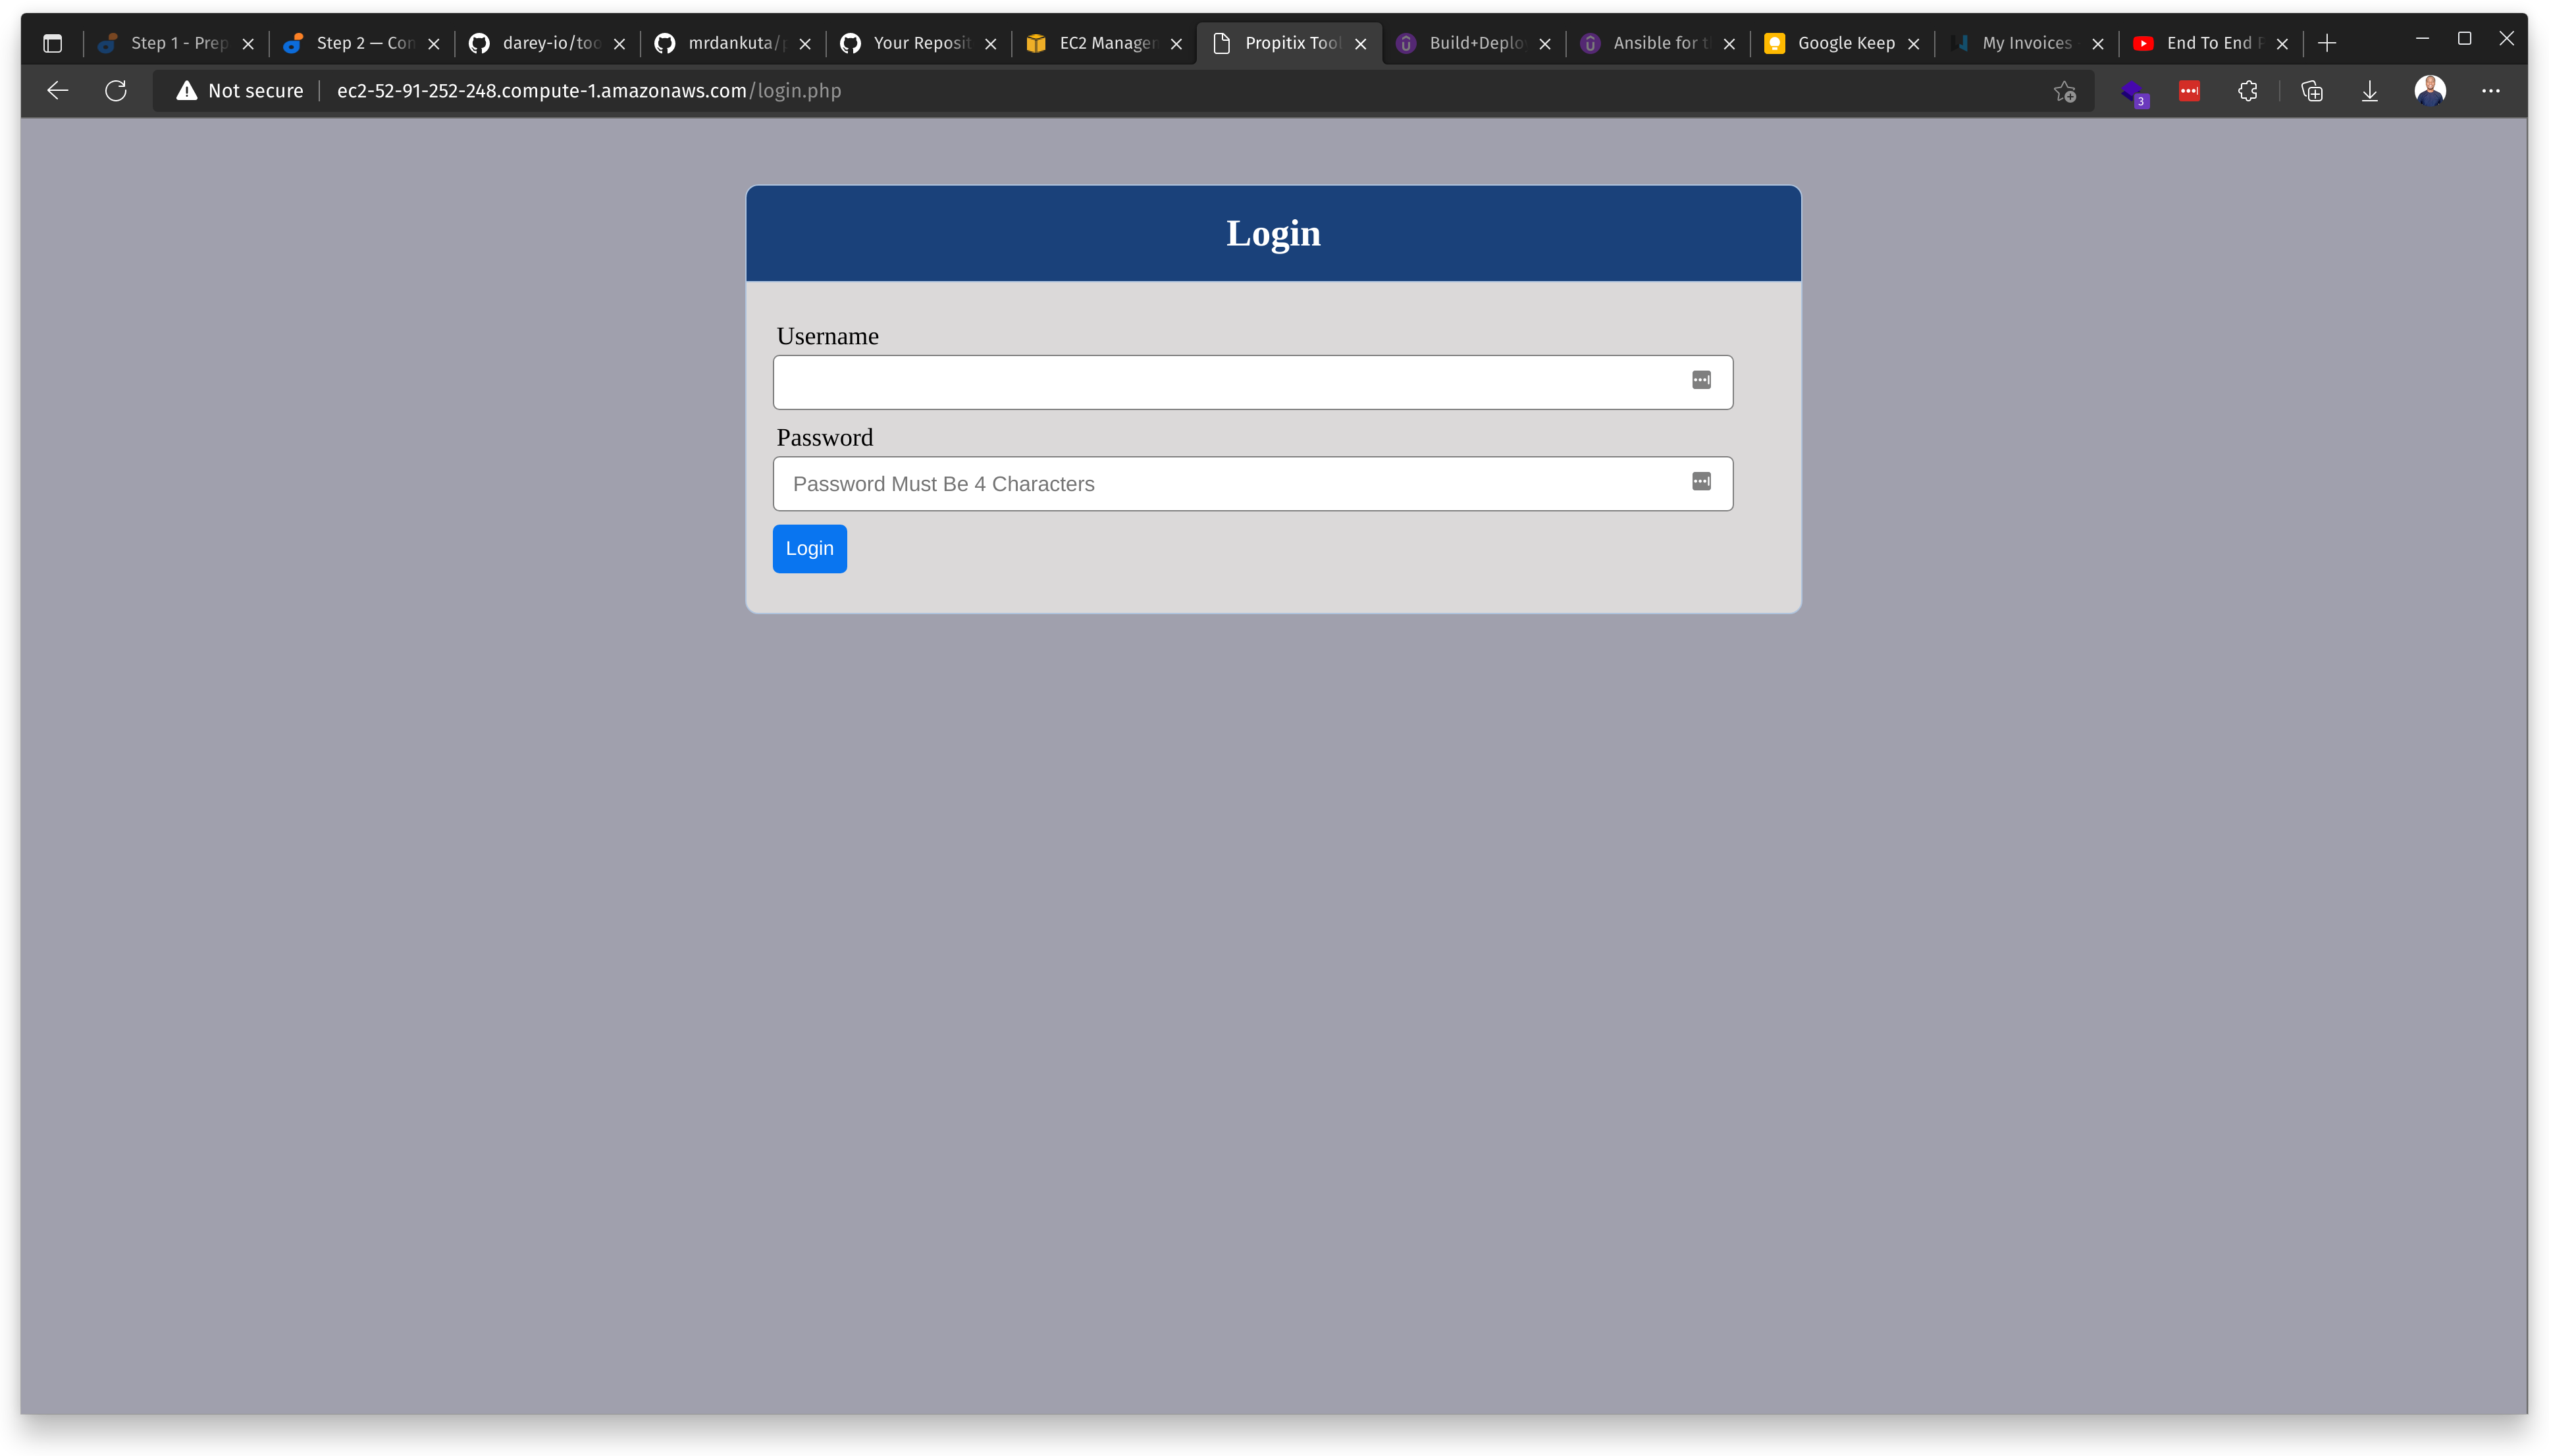 Step 1 - Prep
Step 2 — Con
darey-io/too
mrdankuta/p
Your Reposit
EC2 Managem
Propitix Tool
Build+Deplo
Ansible for t
Google Keep
My Invoices
End To End P
Not secure
ec2-52-91-252-248.compute-1.amazonaws.com/login.php
3
Login
Username
Password
Password Must Be 4 Characters
Login